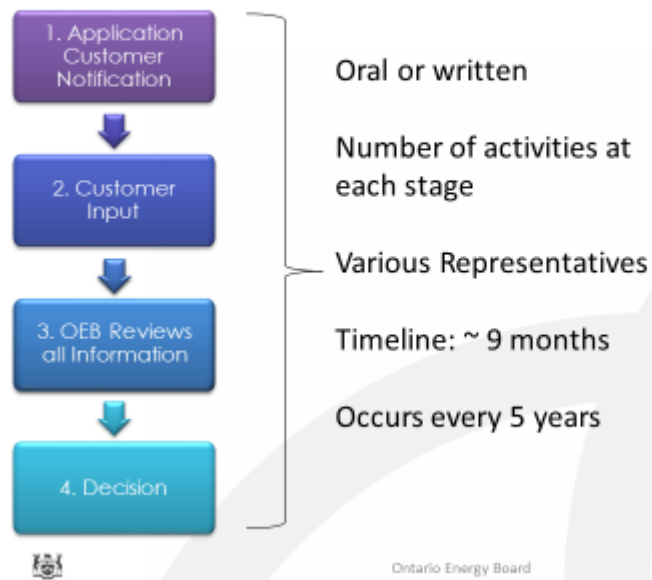 1. Application
Customer
Notification
2. Customer
Input
3. OEB Reviews
all Information
4. Decision
Oral or written
Number of activities at
each stage
Various Representatives
Timeline: ~ 9 months
Occurs every 5 years
Ontario Energy Board